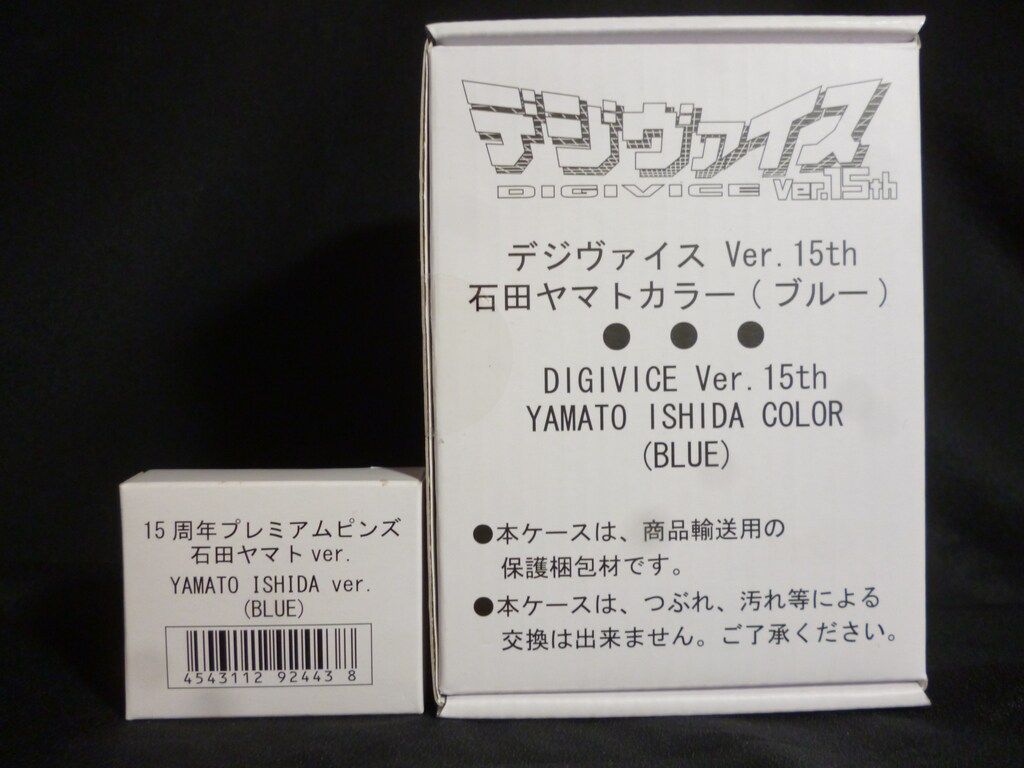 デジヴァイス
DIGIVICE Ver.15th
デジヴァイス Ver.15th
石田ヤマトカラー(ブルー)
●●●
DIGIVICE Ver.15th
YAMATO ISHIDA COLOR
(BLUE)
●本ケースは、商品輸送用の
保護梱包材です。
●本ケースは、つぶれ、汚れ等による
交換は出来ません。ご了承ください。
15周年プレミアムピンズ
石田ヤマトver.
YAMATO ISHIDA ver.
(BLUE)
4543112 92443 8